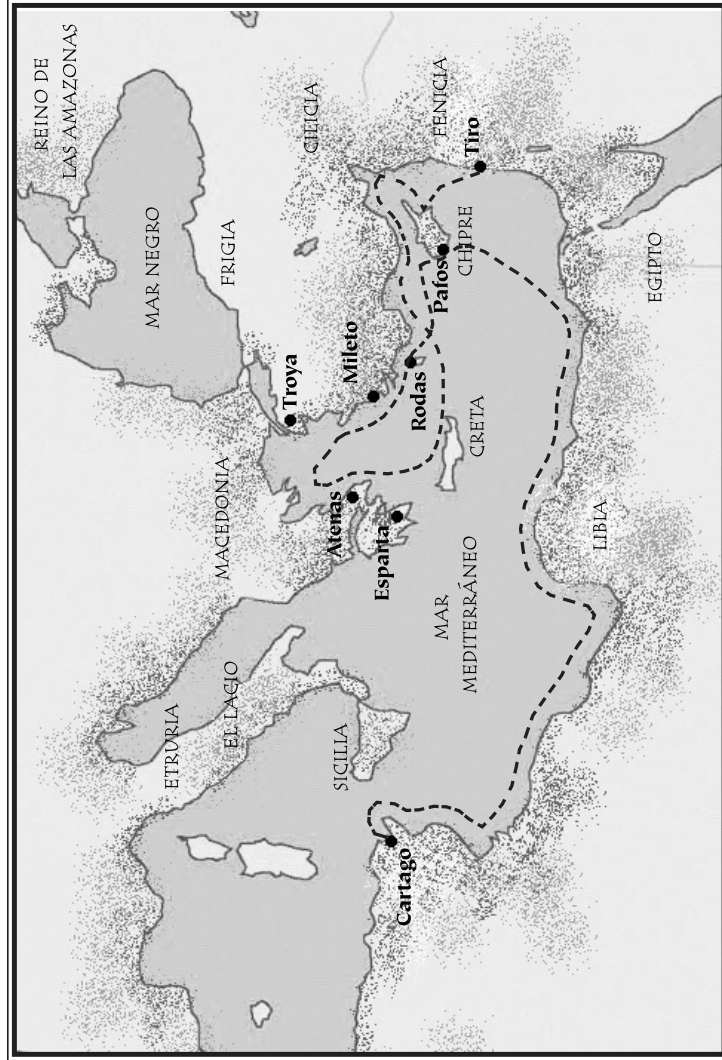 REINO DE
LAS AMAZONAS
MAR NEGRO
FRIGIA
CILICIA
FENICIA
Tiro
CHIPRE
Pafos
EGIPTO
Troya
Mileto
Rodas
CRETA
MACEDONIA
Atenas
Esparta
MAR
MEDITERRÁNEO
LIBIA
ETRURIA
EL LACIO
SICILIA
Cartago